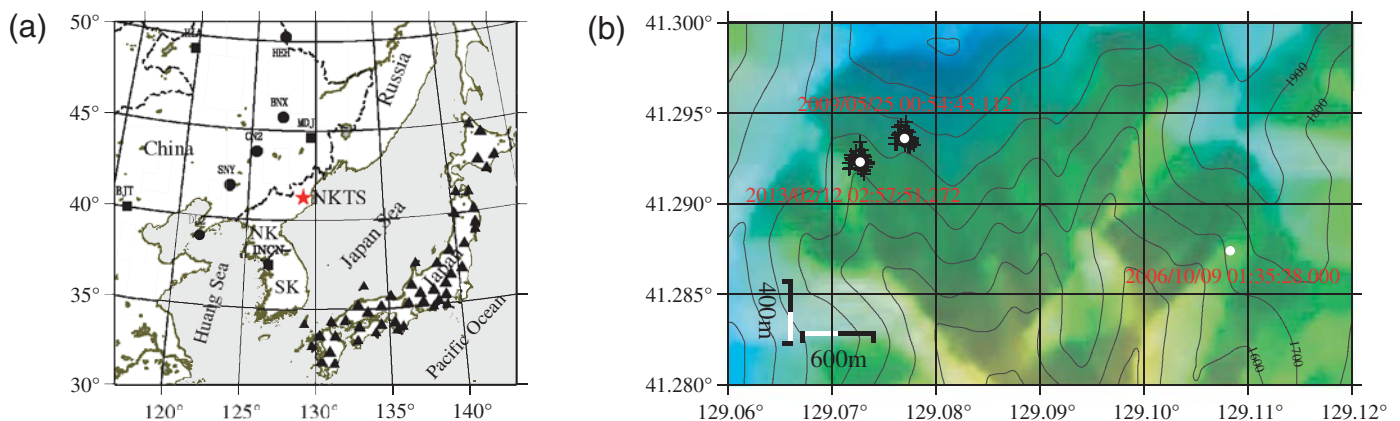 (a)
50°
45°
40°
35°
30°
120°
125°
130°
135°
140°
HEH
BNX
MDJ
CN2
SNY
BJT
China
Russia
NKTS
NK
INCN
SK
Japan Sea
Japan
Huang Sea
Pacific Ocean
(b)
41.300°
41.295°
41.290°
41.285°
41.280°
129.06°
129.07°
129.08°
129.09°
129.10°
129.11°
129.12°
2009/05/25 00:54:43.112
2013/02/12 02:57:51.272
2006/10/09 01:35:28.000
1900
1800
1700
1600
400m
600m